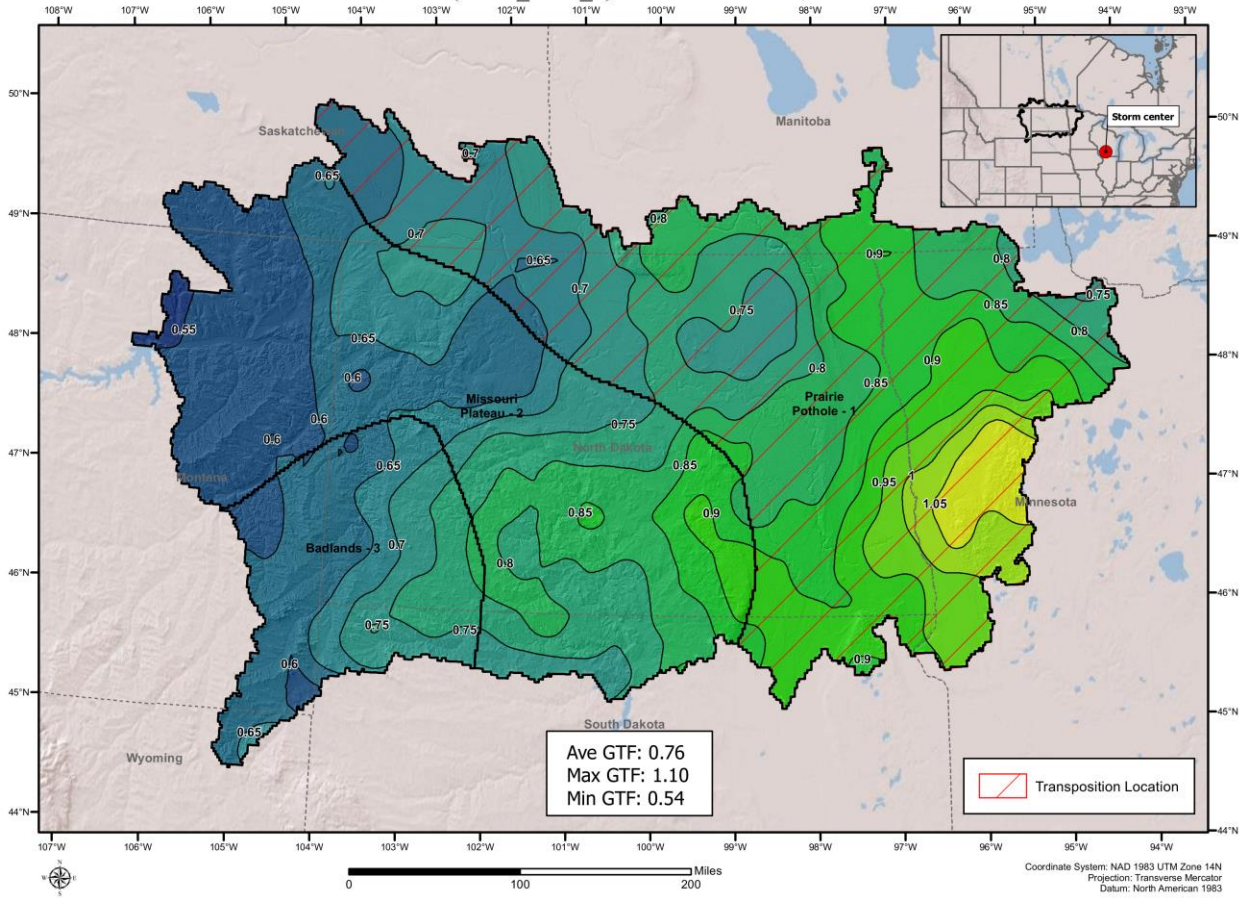 108°W 107°W 106°W 105°W 104°W 103°W 102°W 101°W 100°W 99°W 98°W 97°W 96°W 95°W 94°W 93°W
50°N
50°N
Saskatchewan
Manitoba
Storm center
0.7
0.65
49°N
49°N
0.8
0.7
0.9
0.65
0.8
0.7
0.75
0.85
0.55
0.75
48°N
48°N
0.65
0.8
0.9
0.8
0.6
0.85
Missouri
Plateau - 2
Prairie
Pothole - 1
0.6
0.75
0.6
North Dakota
47°N
47°N
0.65
0.85
1
0.95
Montana
1.05
Minnesota
0.85
0.9
Badlands - 3
0.7
46°N
46°N
0.8
0.75
0.75
0.6
0.9
45°N
45°N
0.65
South Dakota
Wyoming
Ave GTF: 0.76
Max GTF: 1.10
Min GTF: 0.54
Transposition Location
44°N
44°N
107°W 106°W 105°W 104°W 103°W 102°W 101°W 100°W 99°W 98°W 97°W 96°W 95°W 94°W
N
W E
S
Miles
0 100 200
Coordinate System: NAD 1983 UTM Zone 14N
Projection: Transverse Mercator
Datum: North American 1983